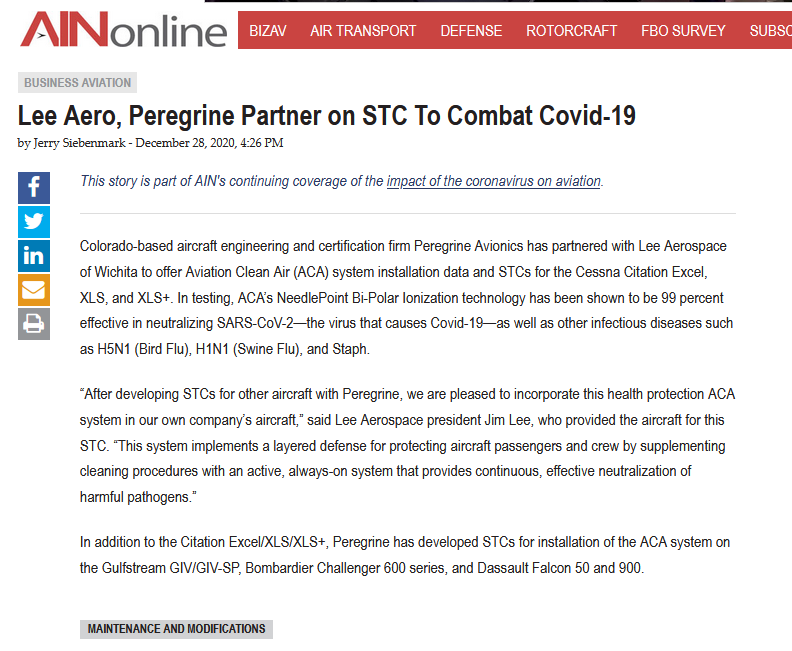 AINonline
BIZAV AIR TRANSPORT DEFENSE ROTORCRAFT FBO SURVEY SUBSC
BUSINESS AVIATION
Lee Aero, Peregrine Partner on STC To Combat Covid-19
by Jerry Siebenmark - December 28, 2020, 4:26 PM
This story is part of AIN's continuing coverage of the impact of the coronavirus on aviation.
Colorado-based aircraft engineering and certification firm Peregrine Avionics has partnered with Lee Aerospace
of Wichita to offer Aviation Clean Air (ACA) system installation data and STCs for the Cessna Citation Excel,
XLS, and XLS+. In testing, ACA’s NeedlePoint Bi-Polar Ionization technology has been shown to be 99 percent
effective in neutralizing SARS-CoV-2—the virus that causes Covid-19—as well as other infectious diseases such
as H5N1 (Bird Flu), H1N1 (Swine Flu), and Staph.
“After developing STCs for other aircraft with Peregrine, we are pleased to incorporate this health protection ACA
system in our own company’s aircraft,” said Lee Aerospace president Jim Lee, who provided the aircraft for this
STC. “This system implements a layered defense for protecting aircraft passengers and crew by supplementing
cleaning procedures with an active, always-on system that provides continuous, effective neutralization of
harmful pathogens.”
In addition to the Citation Excel/XLS/XLS+, Peregrine has developed STCs for installation of the ACA system on
the Gulfstream GIV/GIV-SP, Bombardier Challenger 600 series, and Dassault Falcon 50 and 900.
MAINTENANCE AND MODIFICATIONS